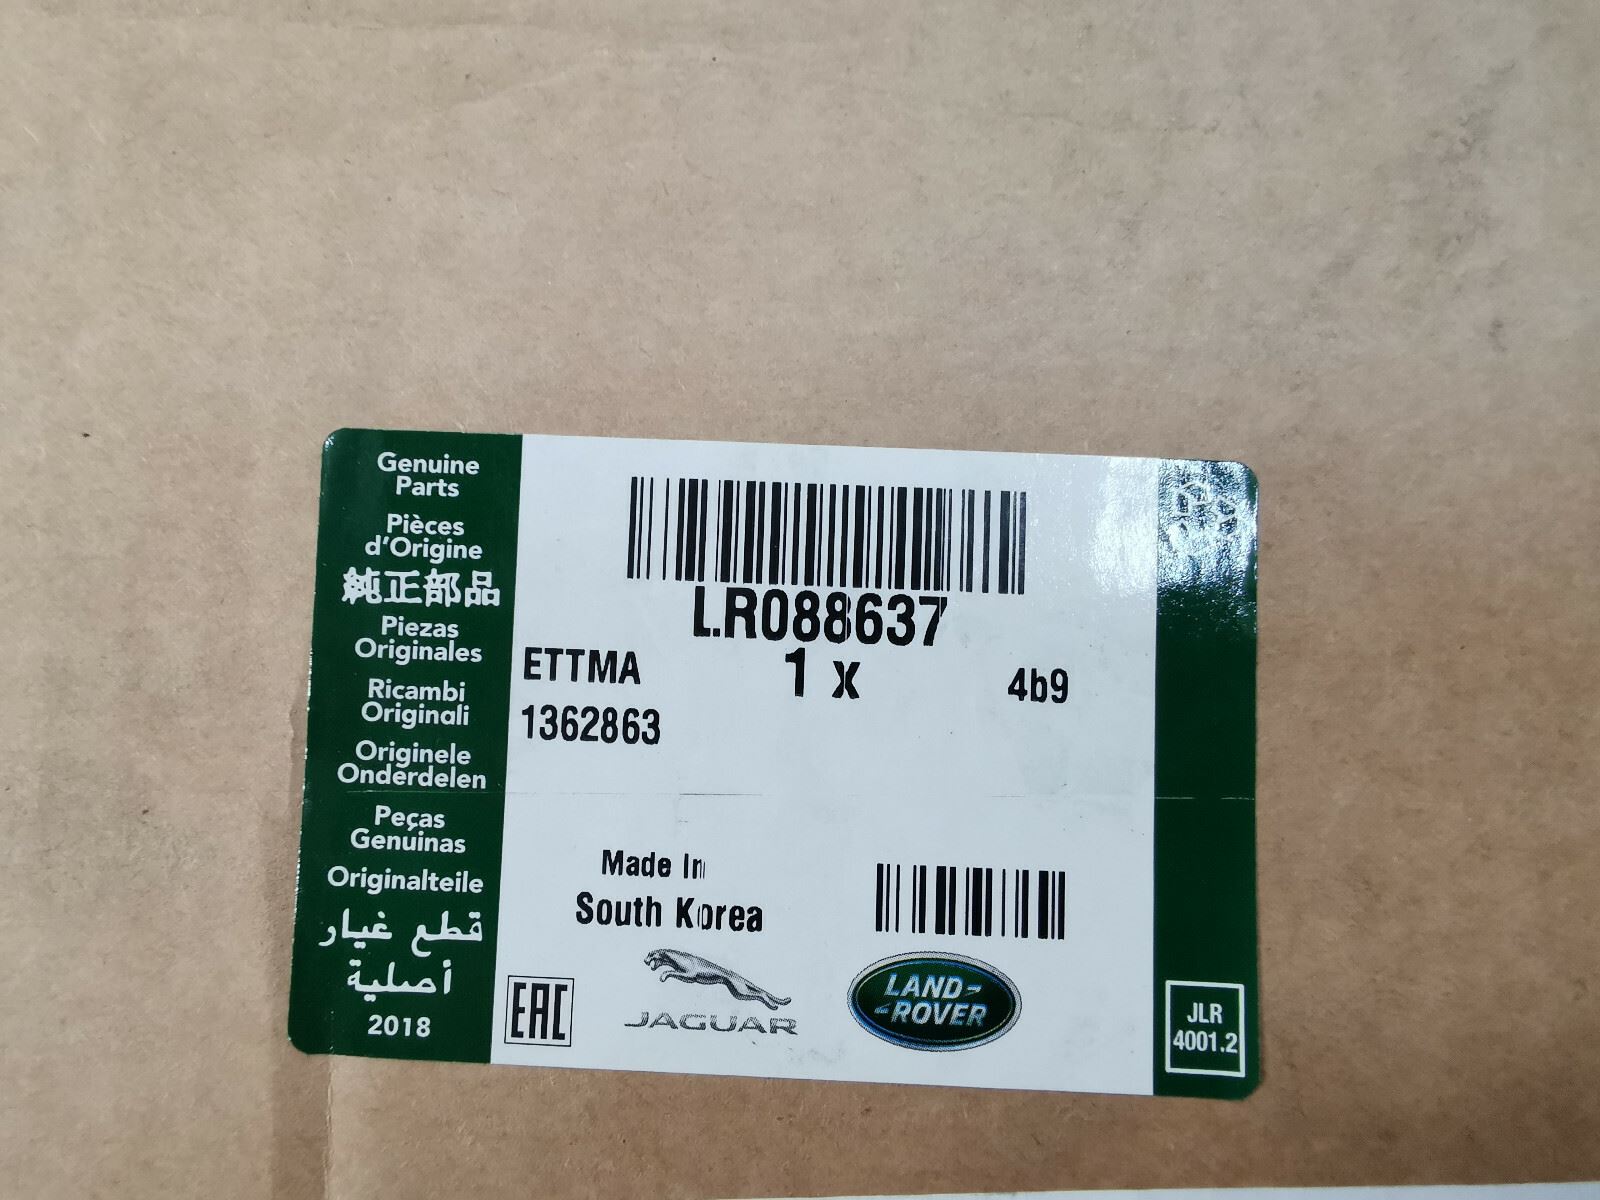 Genuine
Parts
Pièces
d'Origine
純正部品
Piezas
Originales
Ricambi
Originali
Originele
Onderdelen
Peças
Genuinas
Originalteile
قطع غيار
أصلية
2018
LR088637
ETTMA
1 x
4b9
1362863
Made In
South Korea
EAC
JAGUAR
LAND-
-ROVER
JLR
4001.2